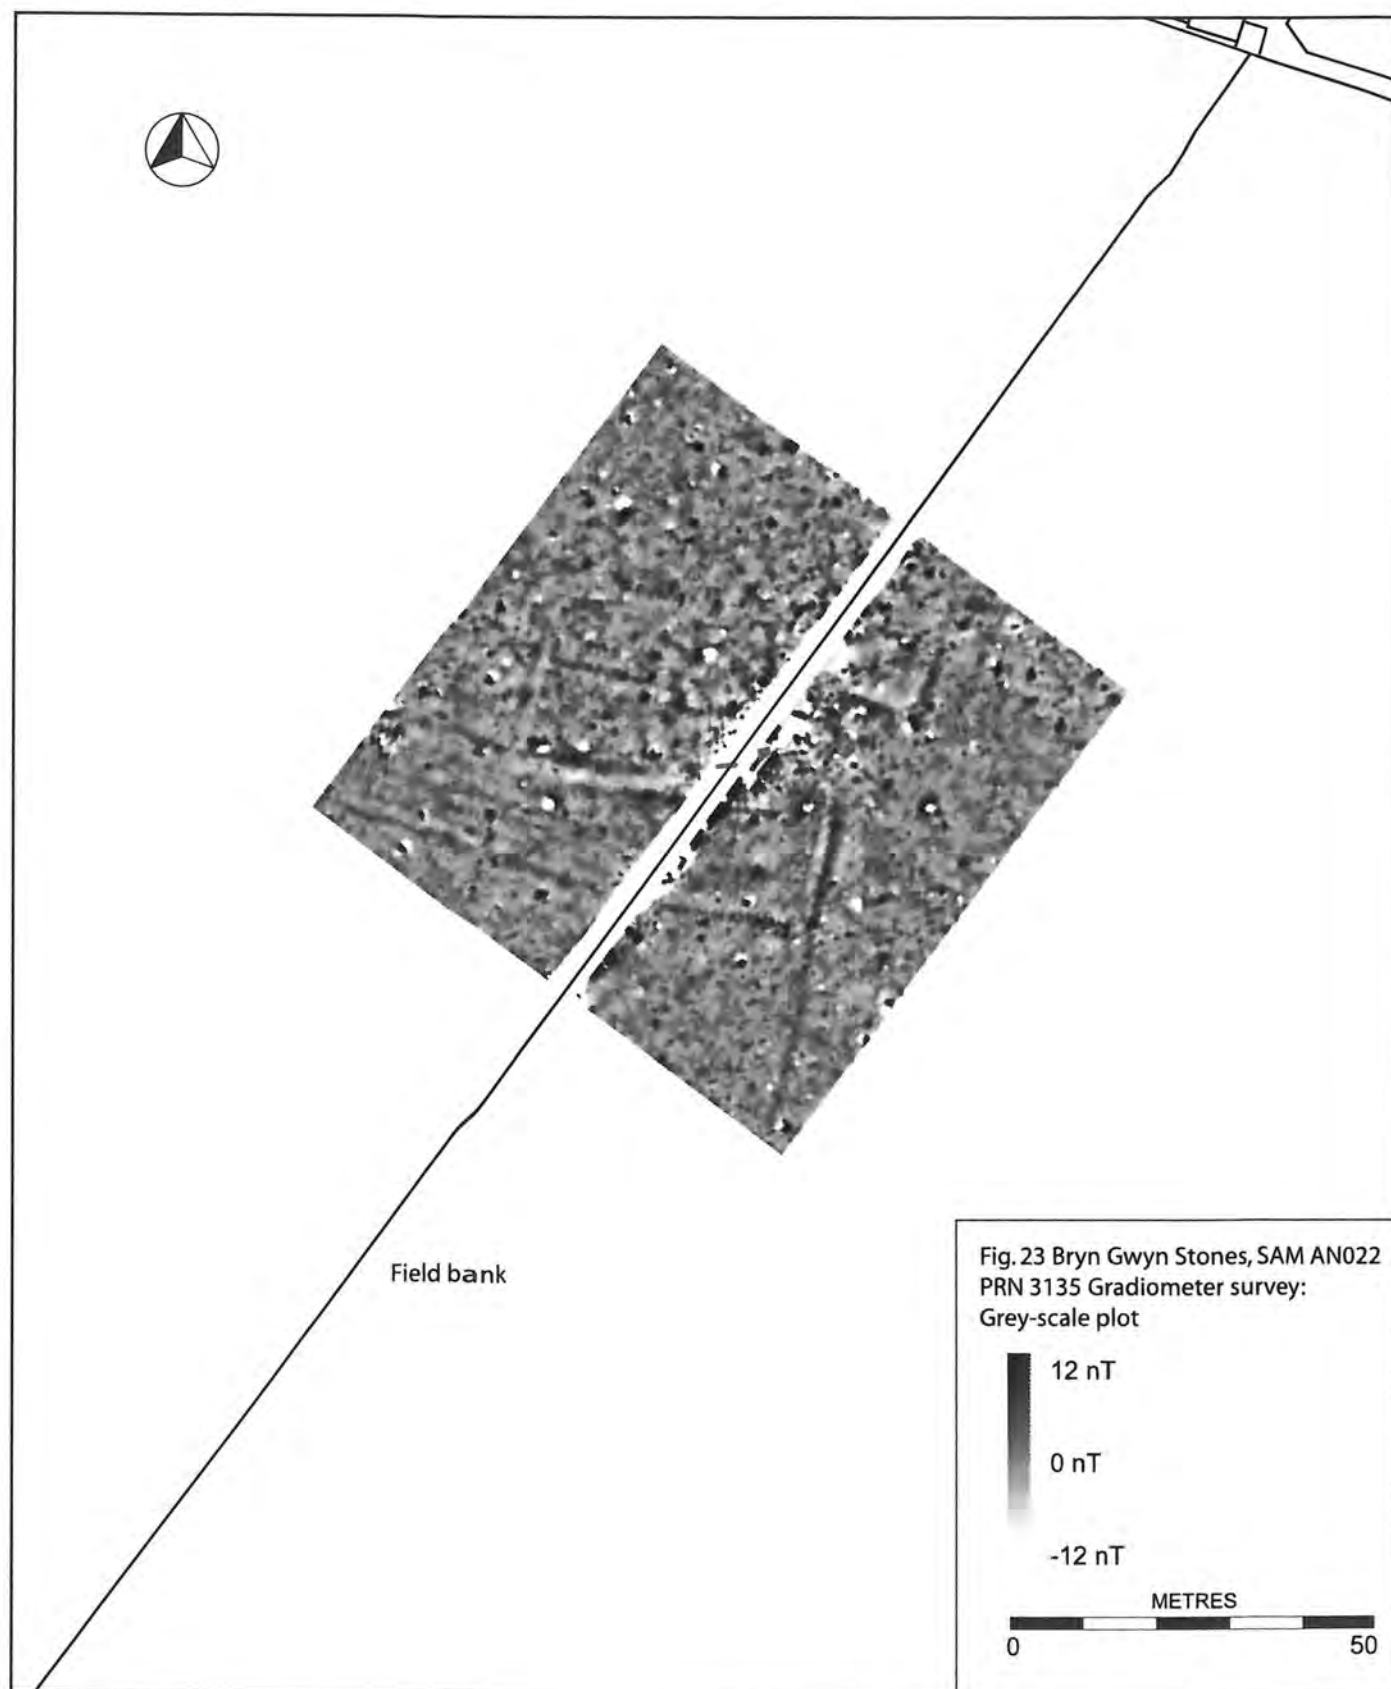 Field bank
Fig. 23 Bryn Gwyn Stones, SAM AN022
PRN 3135 Gradiometer survey:
Grey-scale plot
12 nT
0 nT
-12 nT
METRES
0 50